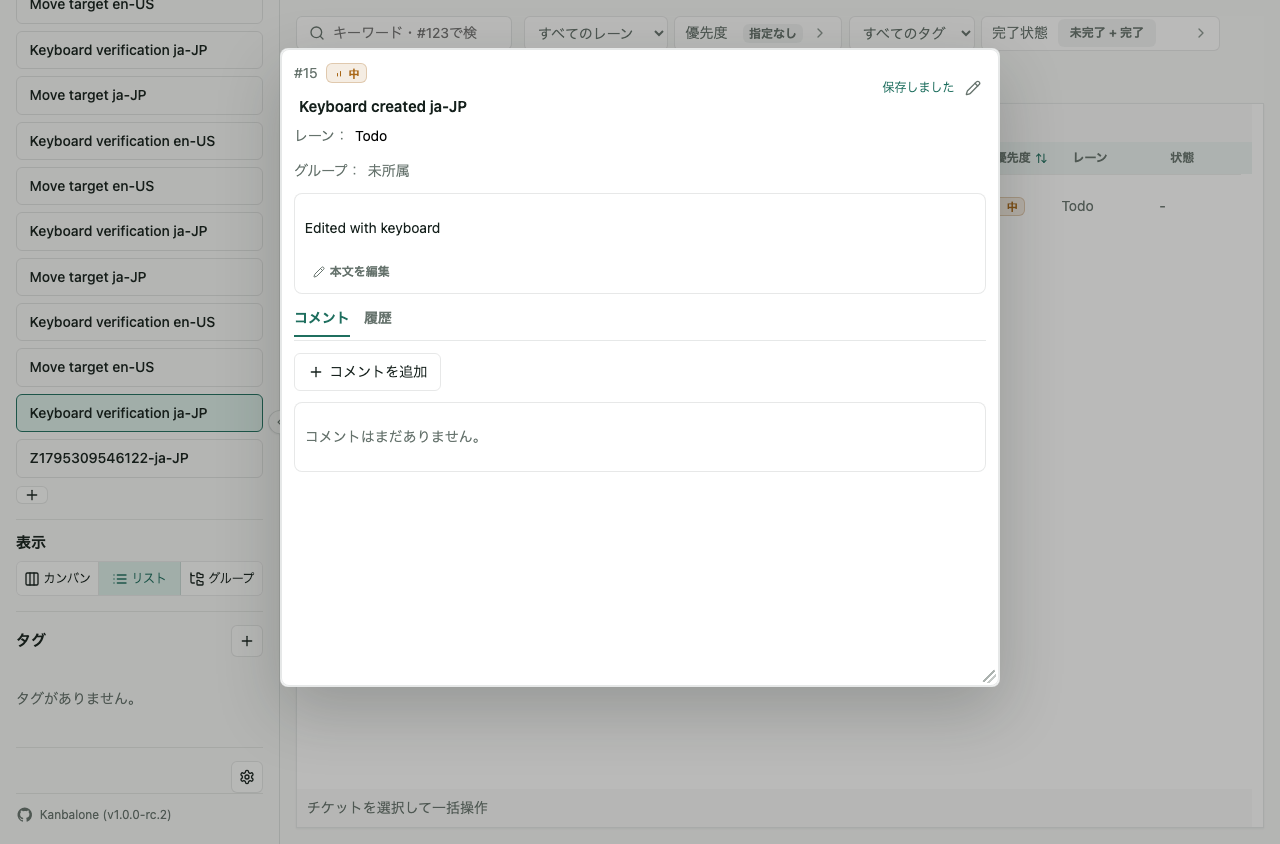 Move target en-US
Keyboard verification ja-JP
Move target ja-JP
Keyboard verification en-US
Move target en-US
Keyboard verification ja-JP
Move target ja-JP
Keyboard verification en-US
Move target en-US
Keyboard verification ja-JP
Z1795309546122-ja-JP
表示
カンバン
リスト
グループ
タグ
タグがありません。
Kanbalone (v1.0.0-rc.2)
キーワード・#123で検
すべてのレーン
優先度 指定なし
すべてのタグ
完了状態 未完了 + 完了
#15 中
保存しました
Keyboard created ja-JP
レーン： Todo
グループ： 未所属
Edited with keyboard
本文を編集
コメント 履歴
コメントを追加
コメントはまだありません。
先度 レーン 状態
中 Todo -
チケットを選択して一括操作